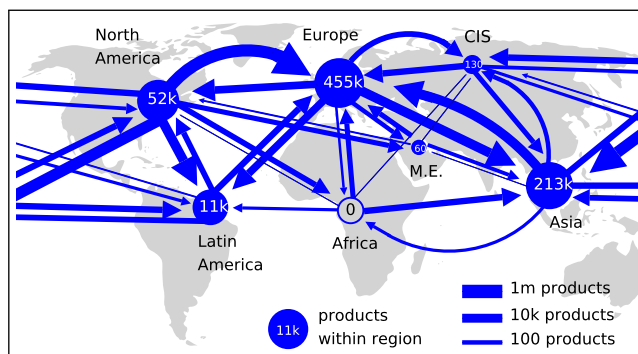 North
America
Europe
CIS
130
455k
52k
60
M.E.
213k
11k
0
Latin
America
Africa
Asia
11k
products
within region
1m products
10k products
100 products